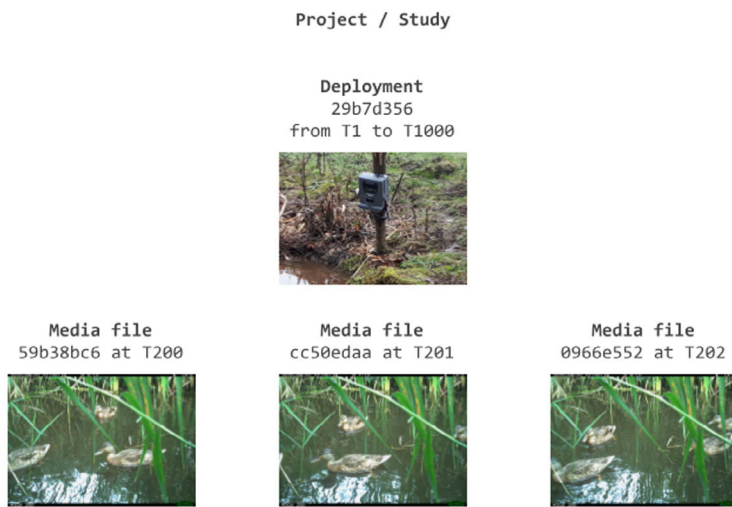 Project / Study
Deployment
29b7d356
from T1 to T1000
Media file
59b38bc6 at T200
Media file
cc50edaa at T201
Media file
0966e552 at T202